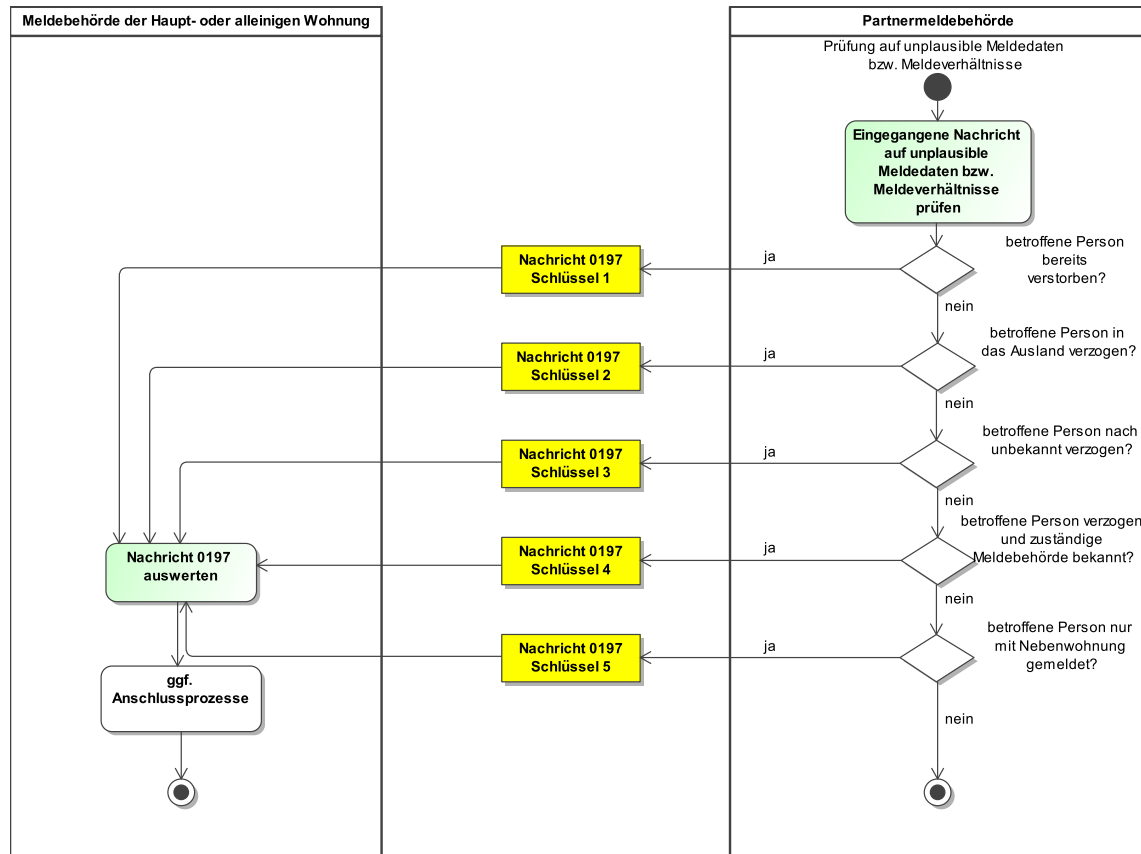 Meldebehörde der Haupt- oder alleinigen Wohnung
Partnermeldebehörde
Prüfung auf unplausible Meldedaten
bzw. Meldeverhältnisse
Eingegangene Nachricht
auf unplausible
Meldedaten bzw.
Meldeverhältnisse
prüfen
betroffene Person
bereits
verstorben?
ja
Nachricht 0197
Schlüssel 1
nein
betroffene Person in
das Ausland verzogen?
ja
Nachricht 0197
Schlüssel 2
nein
betroffene Person nach
unbekannt verzogen?
ja
Nachricht 0197
Schlüssel 3
nein
betroffene Person verzogen
und zuständige
Meldebehörde bekannt?
ja
Nachricht 0197
Schlüssel 4
Nachricht 0197
auswerten
nein
betroffene Person nur
mit Nebenwohnung
gemeldet?
ja
Nachricht 0197
Schlüssel 5
ggf.
Anschlussprozesse
nein